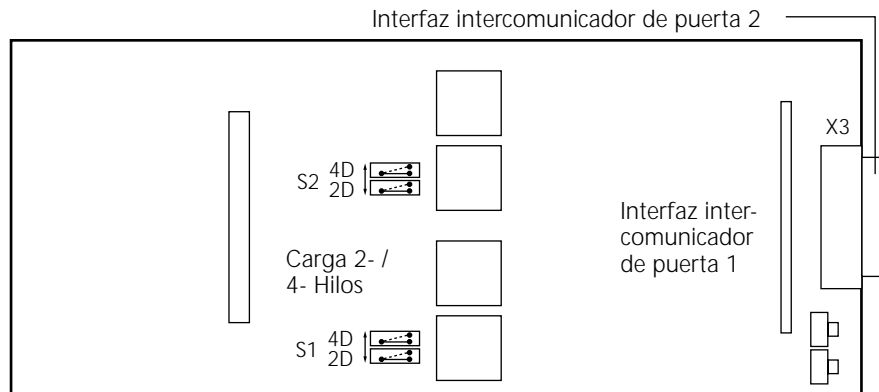 Interfaz intercomunicador de puerta 2
X3
S2
4D
2D
Interfaz inter-
comunicador
de puerta 1
Carga 2- /
4- Hilos
S1
4D
2D